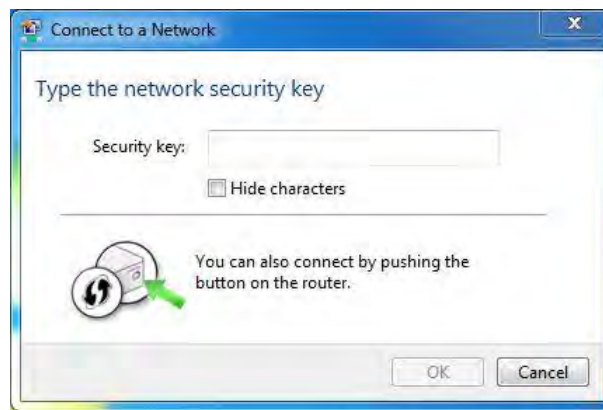 Connect to a Network
Type the network security key
Security key:
Hide characters
You can also connect by pushing the
button on the router.
OK
Cancel